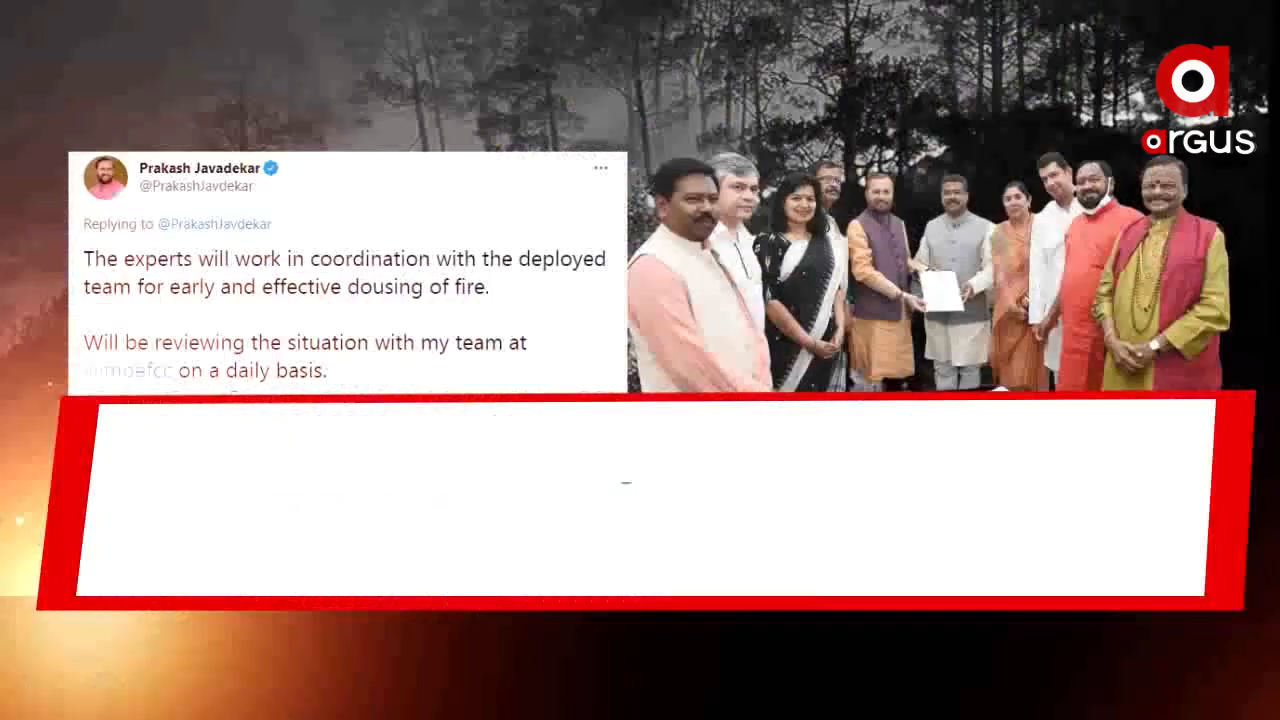 argus
Prakash Javadekar
@PrakashJavdekar
Replying to @PrakashJavdekar
The experts will work in coordination with the deployed
team for early and effective dousing of fire.
Will be reviewing the situation with my team at
on a daily basis.